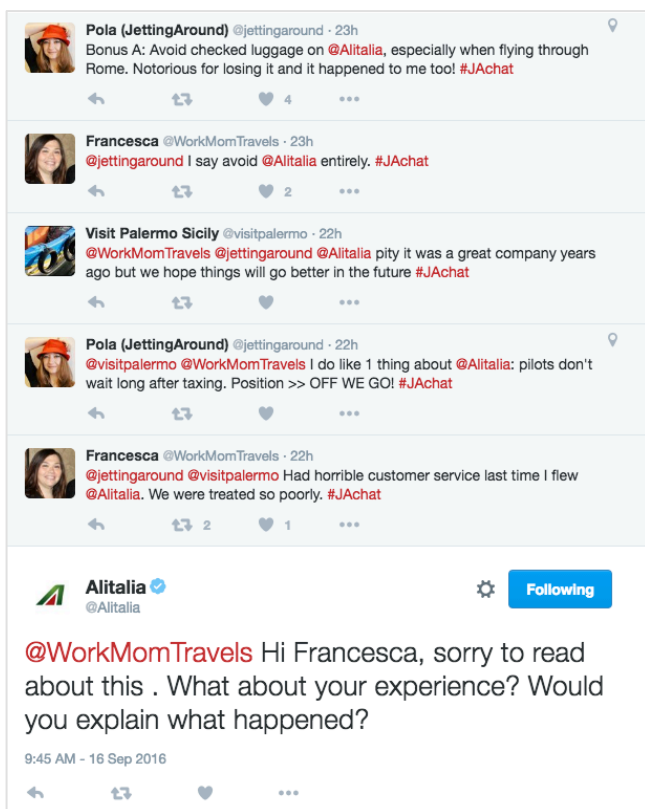 Pola (JettingAround) @jettingaround · 23h
Bonus A: Avoid checked luggage on @Alitalia, especially when flying through
Rome. Notorious for losing it and it happened to me too! #JAchat
4
Francesca @WorkMomTravels · 23h
@jettingaround I say avoid @Alitalia entirely. #JAchat
2
Visit Palermo Sicily @visitpalermo · 22h
@WorkMomTravels @jettingaround @Alitalia pity it was a great company years
ago but we hope things will go better in the future #JAchat
Pola (JettingAround) @jettingaround · 22h
@visitpalermo @WorkMomTravels I do like 1 thing about @Alitalia: pilots don't
wait long after taxing. Position >> OFF WE GO! #JAchat
Francesca @WorkMomTravels · 22h
@jettingaround @visitpalermo Had horrible customer service last time I flew
@Alitalia. We were treated so poorly. #JAchat
2 1
Alitalia
@Alitalia
Following
@WorkMomTravels Hi Francesca, sorry to read
about this . What about your experience? Would
you explain what happened?
9:45 AM - 16 Sep 2016